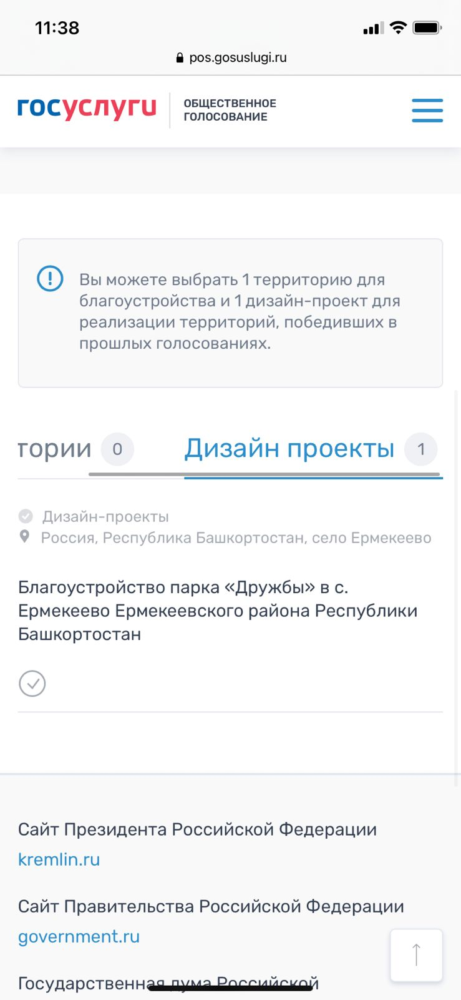 11:38
pos.gosuslugi.ru
госуслуги
ОБЩЕСТВЕННОЕ
ГОЛОСОВАНИЕ
Вы можете выбрать 1 территорию для
благоустройства и 1 дизайн-проект для
реализации территорий, победивших в
прошлых голосованиях.
тории 0 Дизайн проекты 1
Дизайн-проекты
Россия, Республика Башкортостан, село Ермекеево
Благоустройство парка «Дружбы» в с.
Ермекеево Ермекеевского района Республики
Башкортостан
Сайт Президента Российской Федерации
kremlin.ru
Сайт Правительства Российской Федерации
government.ru
Государственная дума Российской